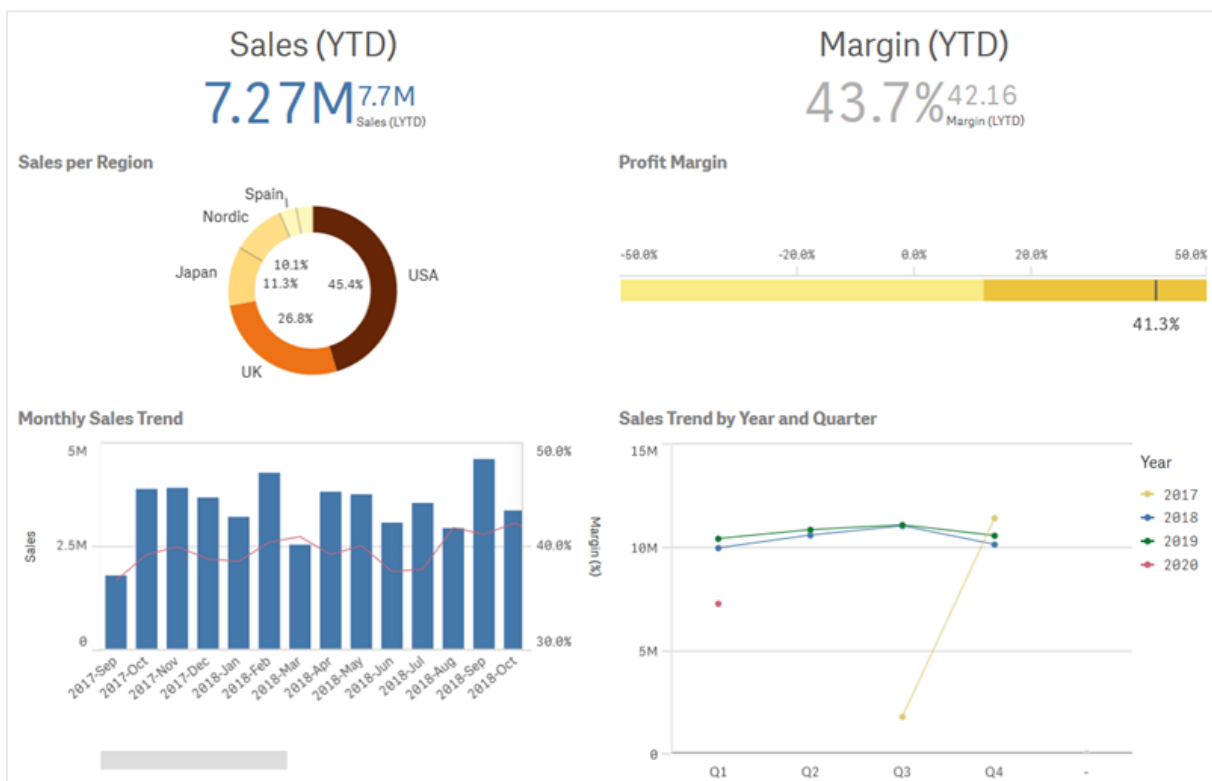 Sales (YTD)
7.27M 7.7M
Sales (LYTD)
Margin (YTD)
43.7% 42.16
Margin (LYTD)
Sales per Region
Spain
Nordic
Japan
USA
UK
10.1%
11.3%
45.4%
26.8%
Profit Margin
-50.0% -20.0% 0.0% 20.0% 50.0%
41.3%
Monthly Sales Trend
5M
2.5M
0
Sales
50.0%
40.0%
30.0%
Margin (%)
2017-Sep
2017-Oct
2017-Nov
2017-Dec
2018-Jan
2018-Feb
2018-Mar
2018-Apr
2018-May
2018-Jun
2018-Jul
2018-Aug
2018-Sep
2018-Oct
Sales Trend by Year and Quarter
15M
10M
5M
0
Q1 Q2 Q3 Q4 -
Year
2017
2018
2019
2020